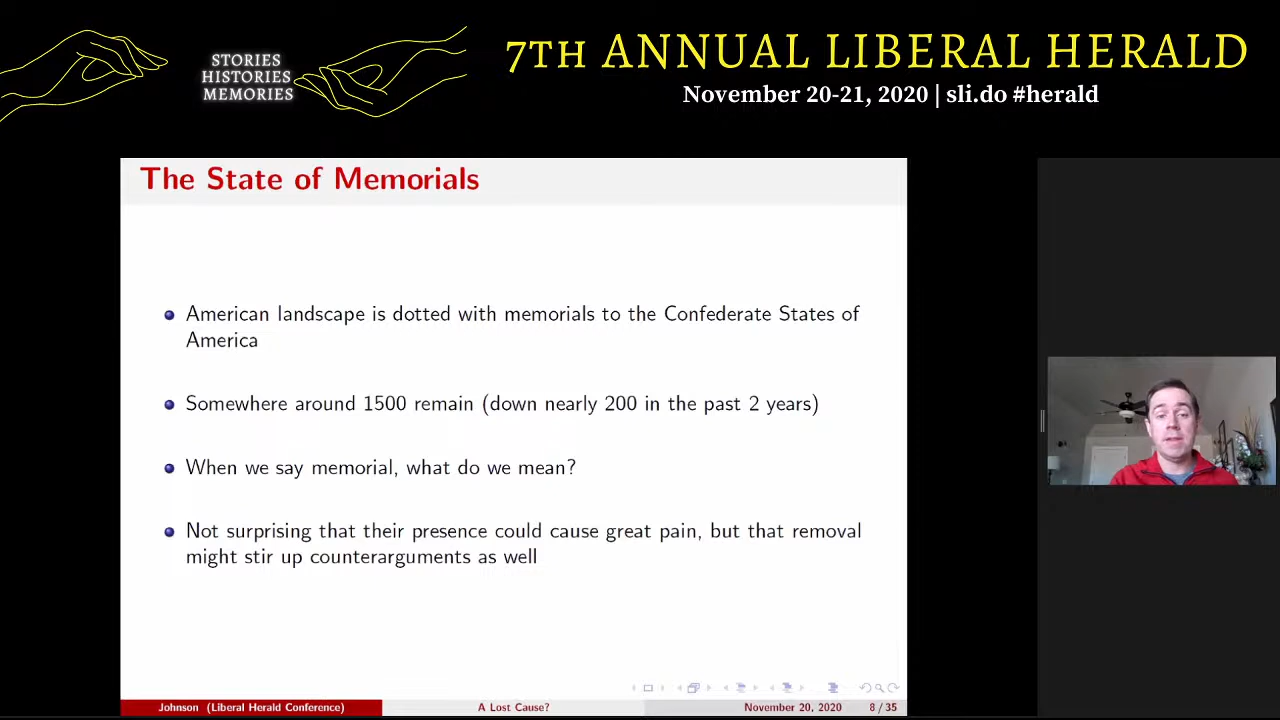 STORIES
HISTORIES
MEMORIES
7TH ANNUAL LIBERAL HERALD
November 20-21, 2020 | sli.do #herald
The State of Memorials
American landscape is dotted with memorials to the Confederate States of
America
Somewhere around 1500 remain (down nearly 200 in the past 2 years)
When we say memorial, what do we mean?
Not surprising that their presence could cause great pain, but that removal
might stir up counterarguments as well
Johnson (Liberal Herald Conference) A Lost Cause? November 20, 2020 8 / 35